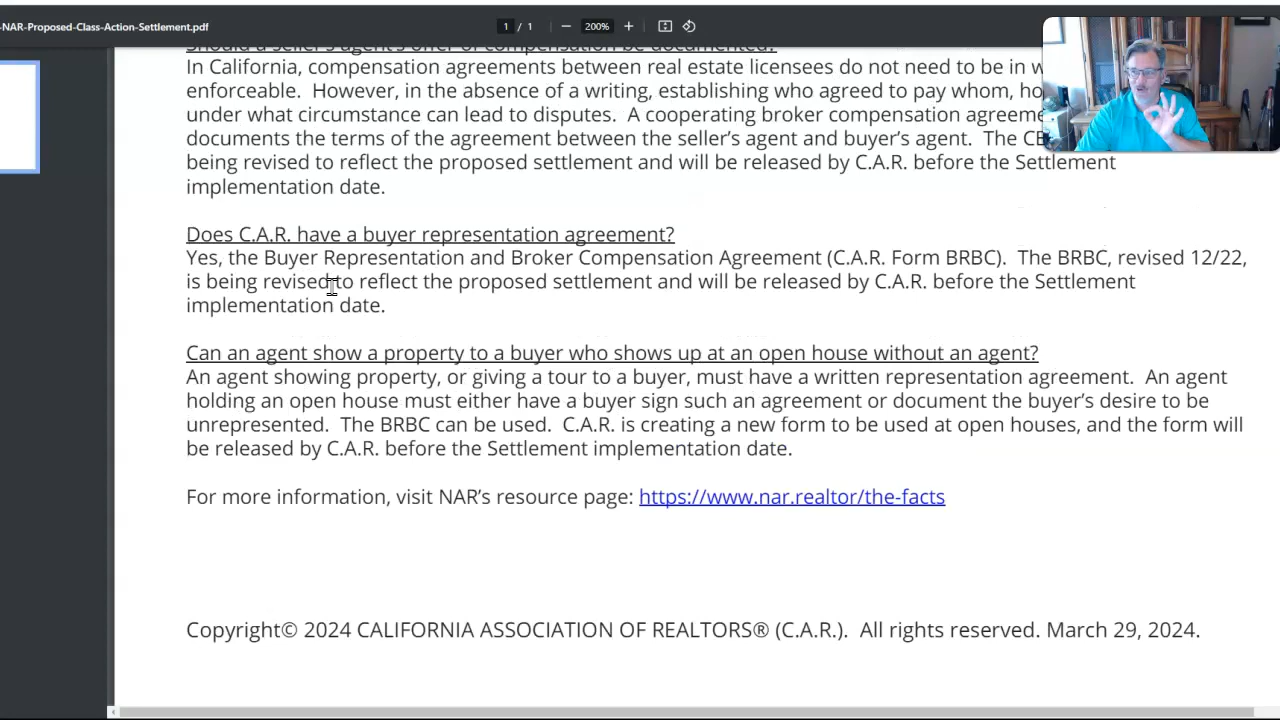 -NAR-Proposed-Class-Action-Settlement.pdf
1 / 1
200%
Should a seller's agent's offer of compensation be documented?
In California, compensation agreements between real estate licensees do not need to be in
enforceable. However, in the absence of a writing, establishing who agreed to pay whom,
under what circumstance can lead to disputes. A cooperating broker compensation
documents the terms of the agreement between the seller's agent and buyer's agent. The
being revised to reflect the proposed settlement and will be released by C.A.R. before the Settlement
implementation date.
Does C.A.R. have a buyer representation agreement?
Yes, the Buyer Representation and Broker Compensation Agreement (C.A.R. Form BRBC). The BRBC, revised 12/22,
is being revised to reflect the proposed settlement and will be released by C.A.R. before the Settlement
implementation date.
Can an agent show a property to a buyer who shows up at an open house without an agent?
An agent showing property, or giving a tour to a buyer, must have a written representation agreement. An agent
holding an open house must either have a buyer sign such an agreement or document the buyer's desire to be
unrepresented. The BRBC can be used. C.A.R. is creating a new form to be used at open houses, and the form will
be released by C.A.R. before the Settlement implementation date.
For more information, visit NAR's resource page: https://www.nar.realtor/the-facts
Copyright© 2024 CALIFORNIA ASSOCIATION OF REALTORS® (C.A.R.). All rights reserved. March 29, 2024.